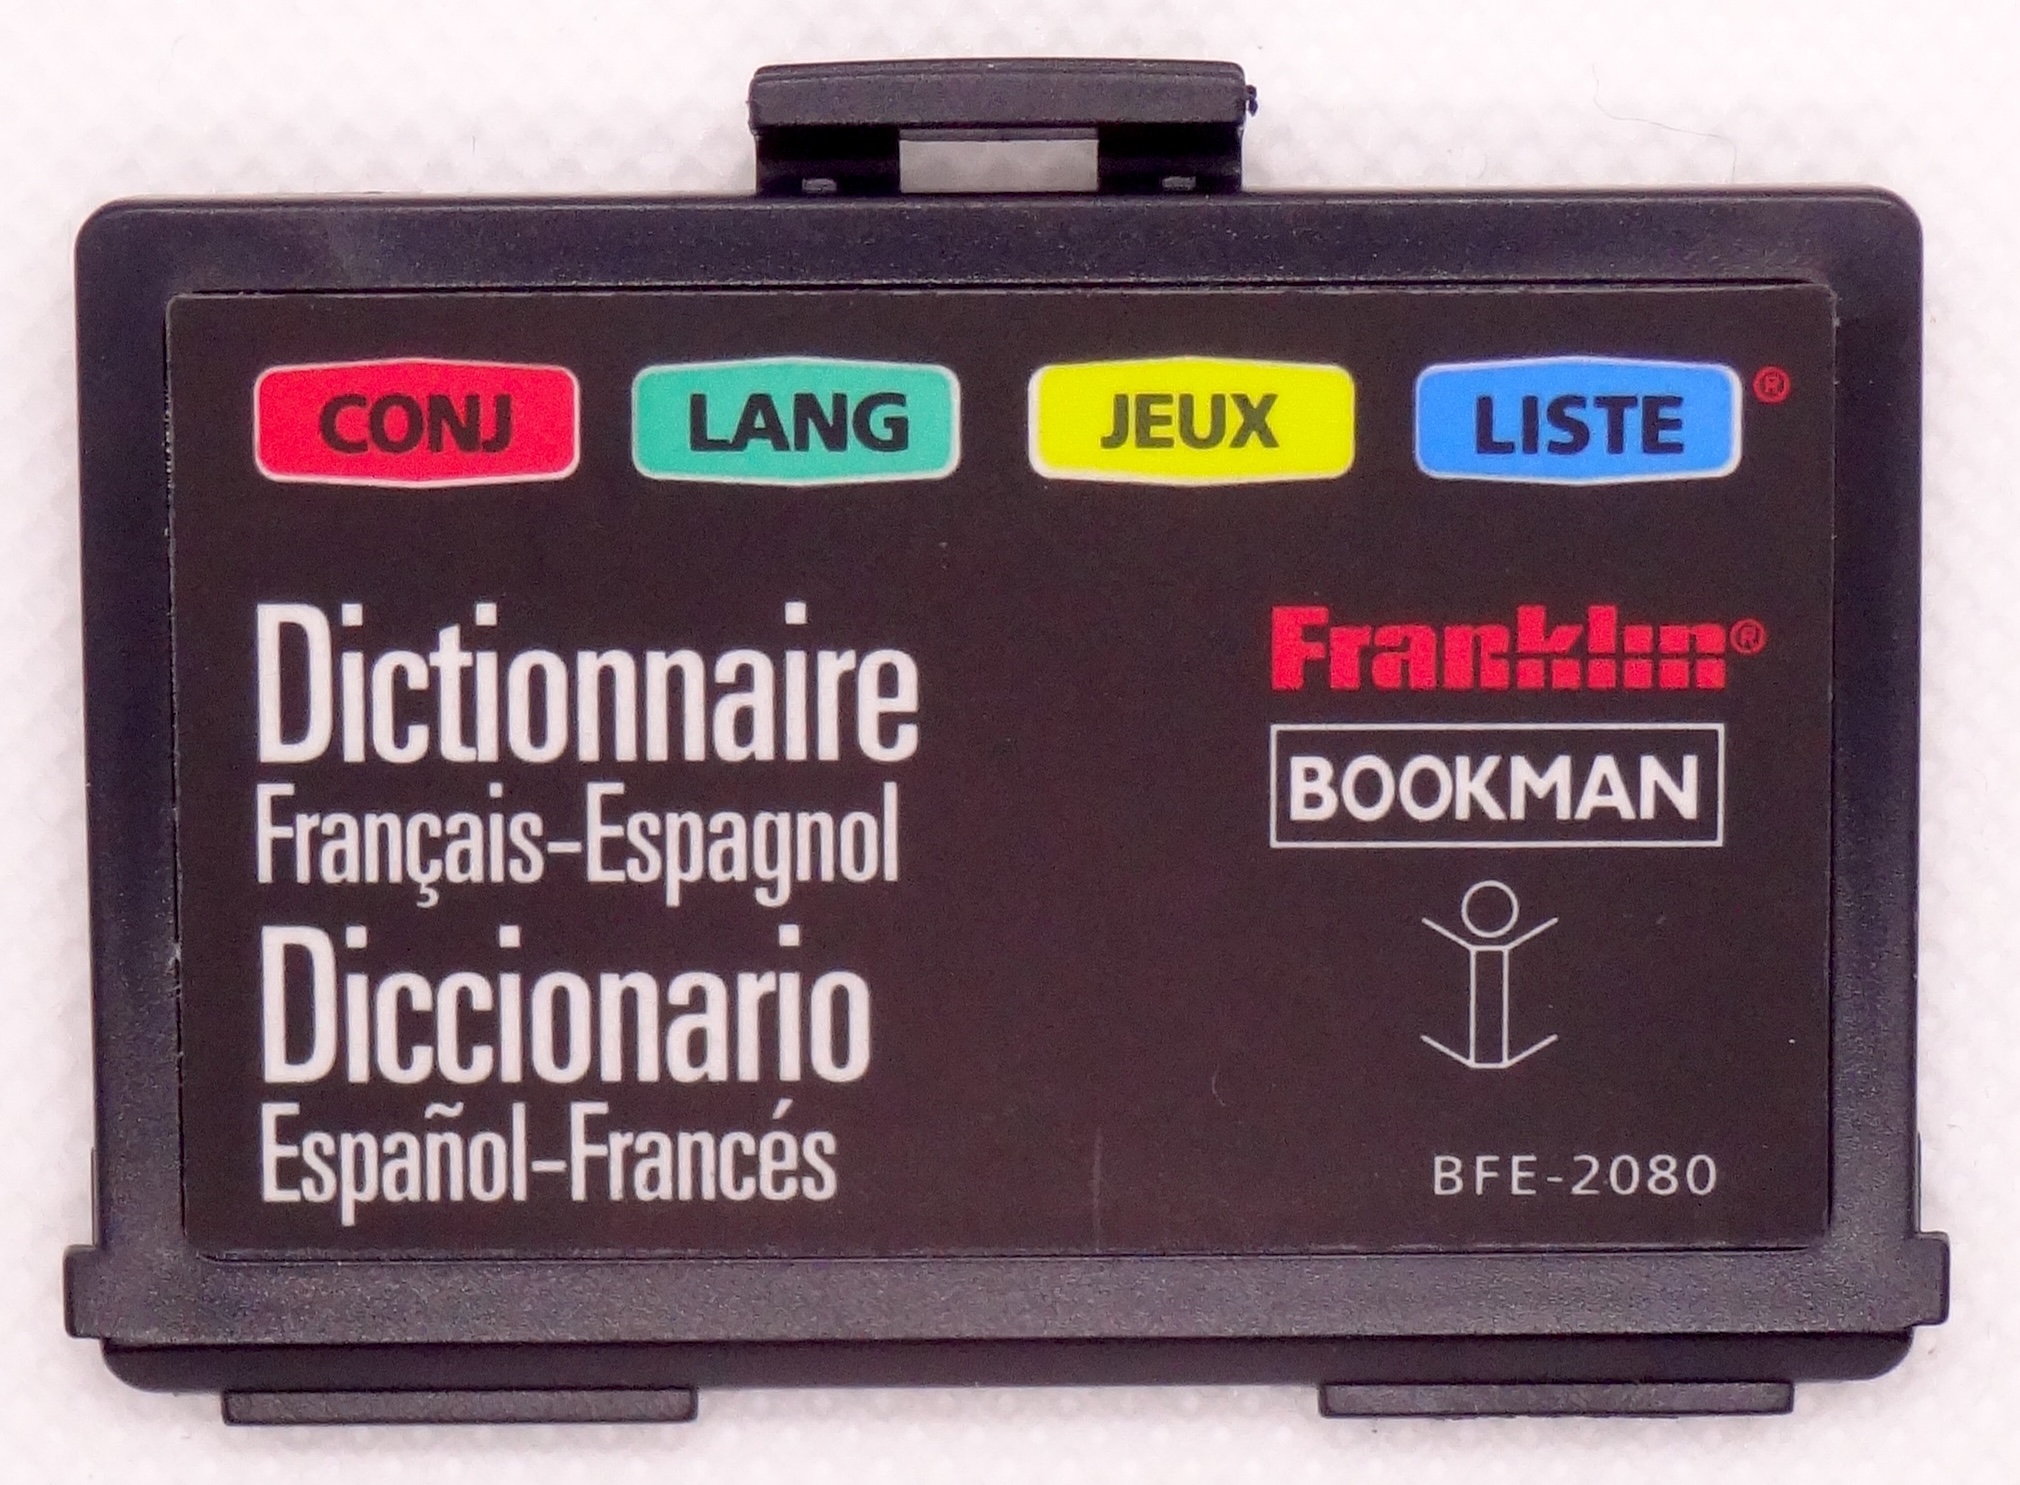 CONJ LANG JEUX LISTE ®
Dictionnaire
Français-Espagnol
Diccionario
Español-Francés
Franklin®
BOOKMAN
BFE-2080